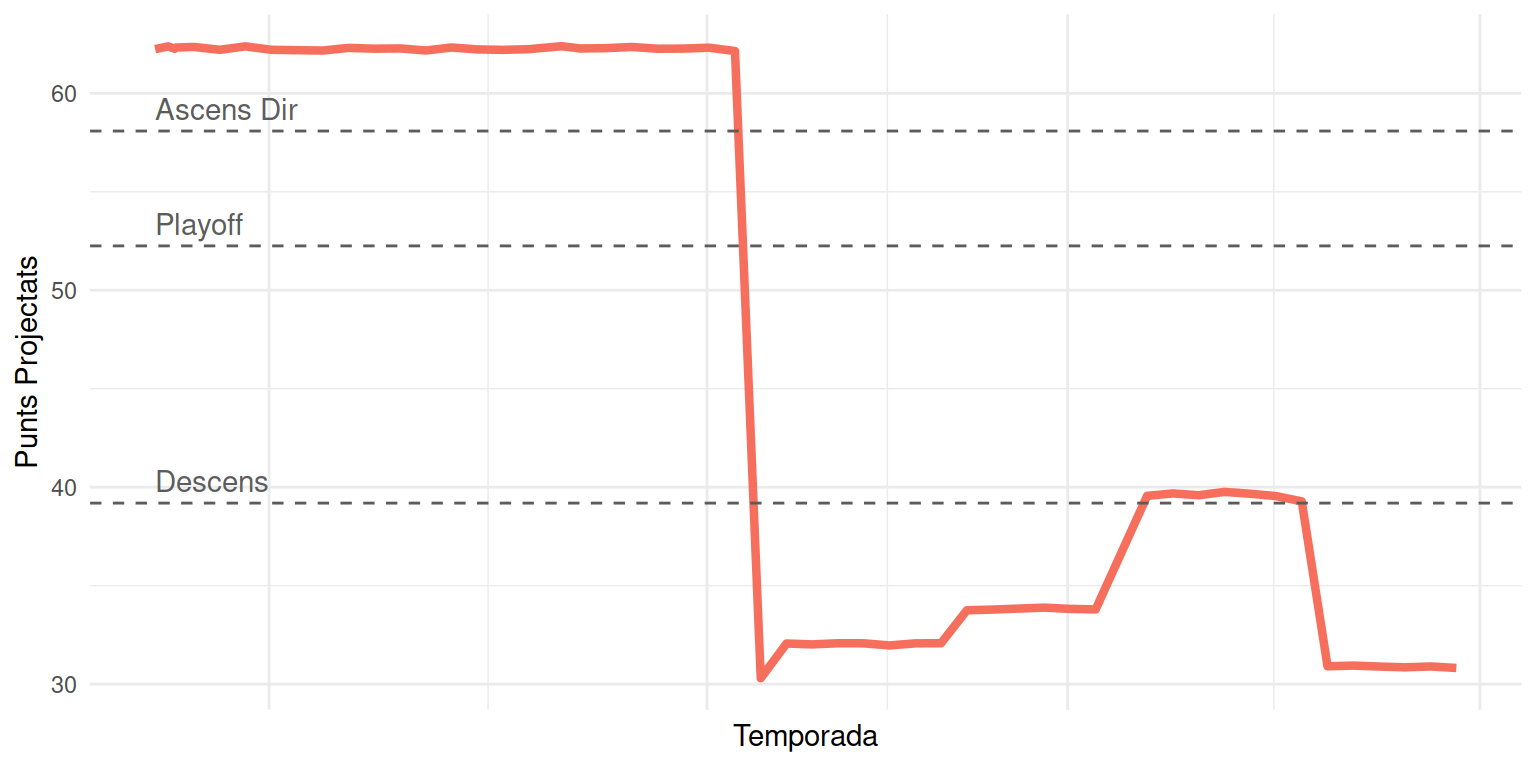 60
Ascens Dir
Playoff
50
Punts Projectats
Descens
40
30
Temporada